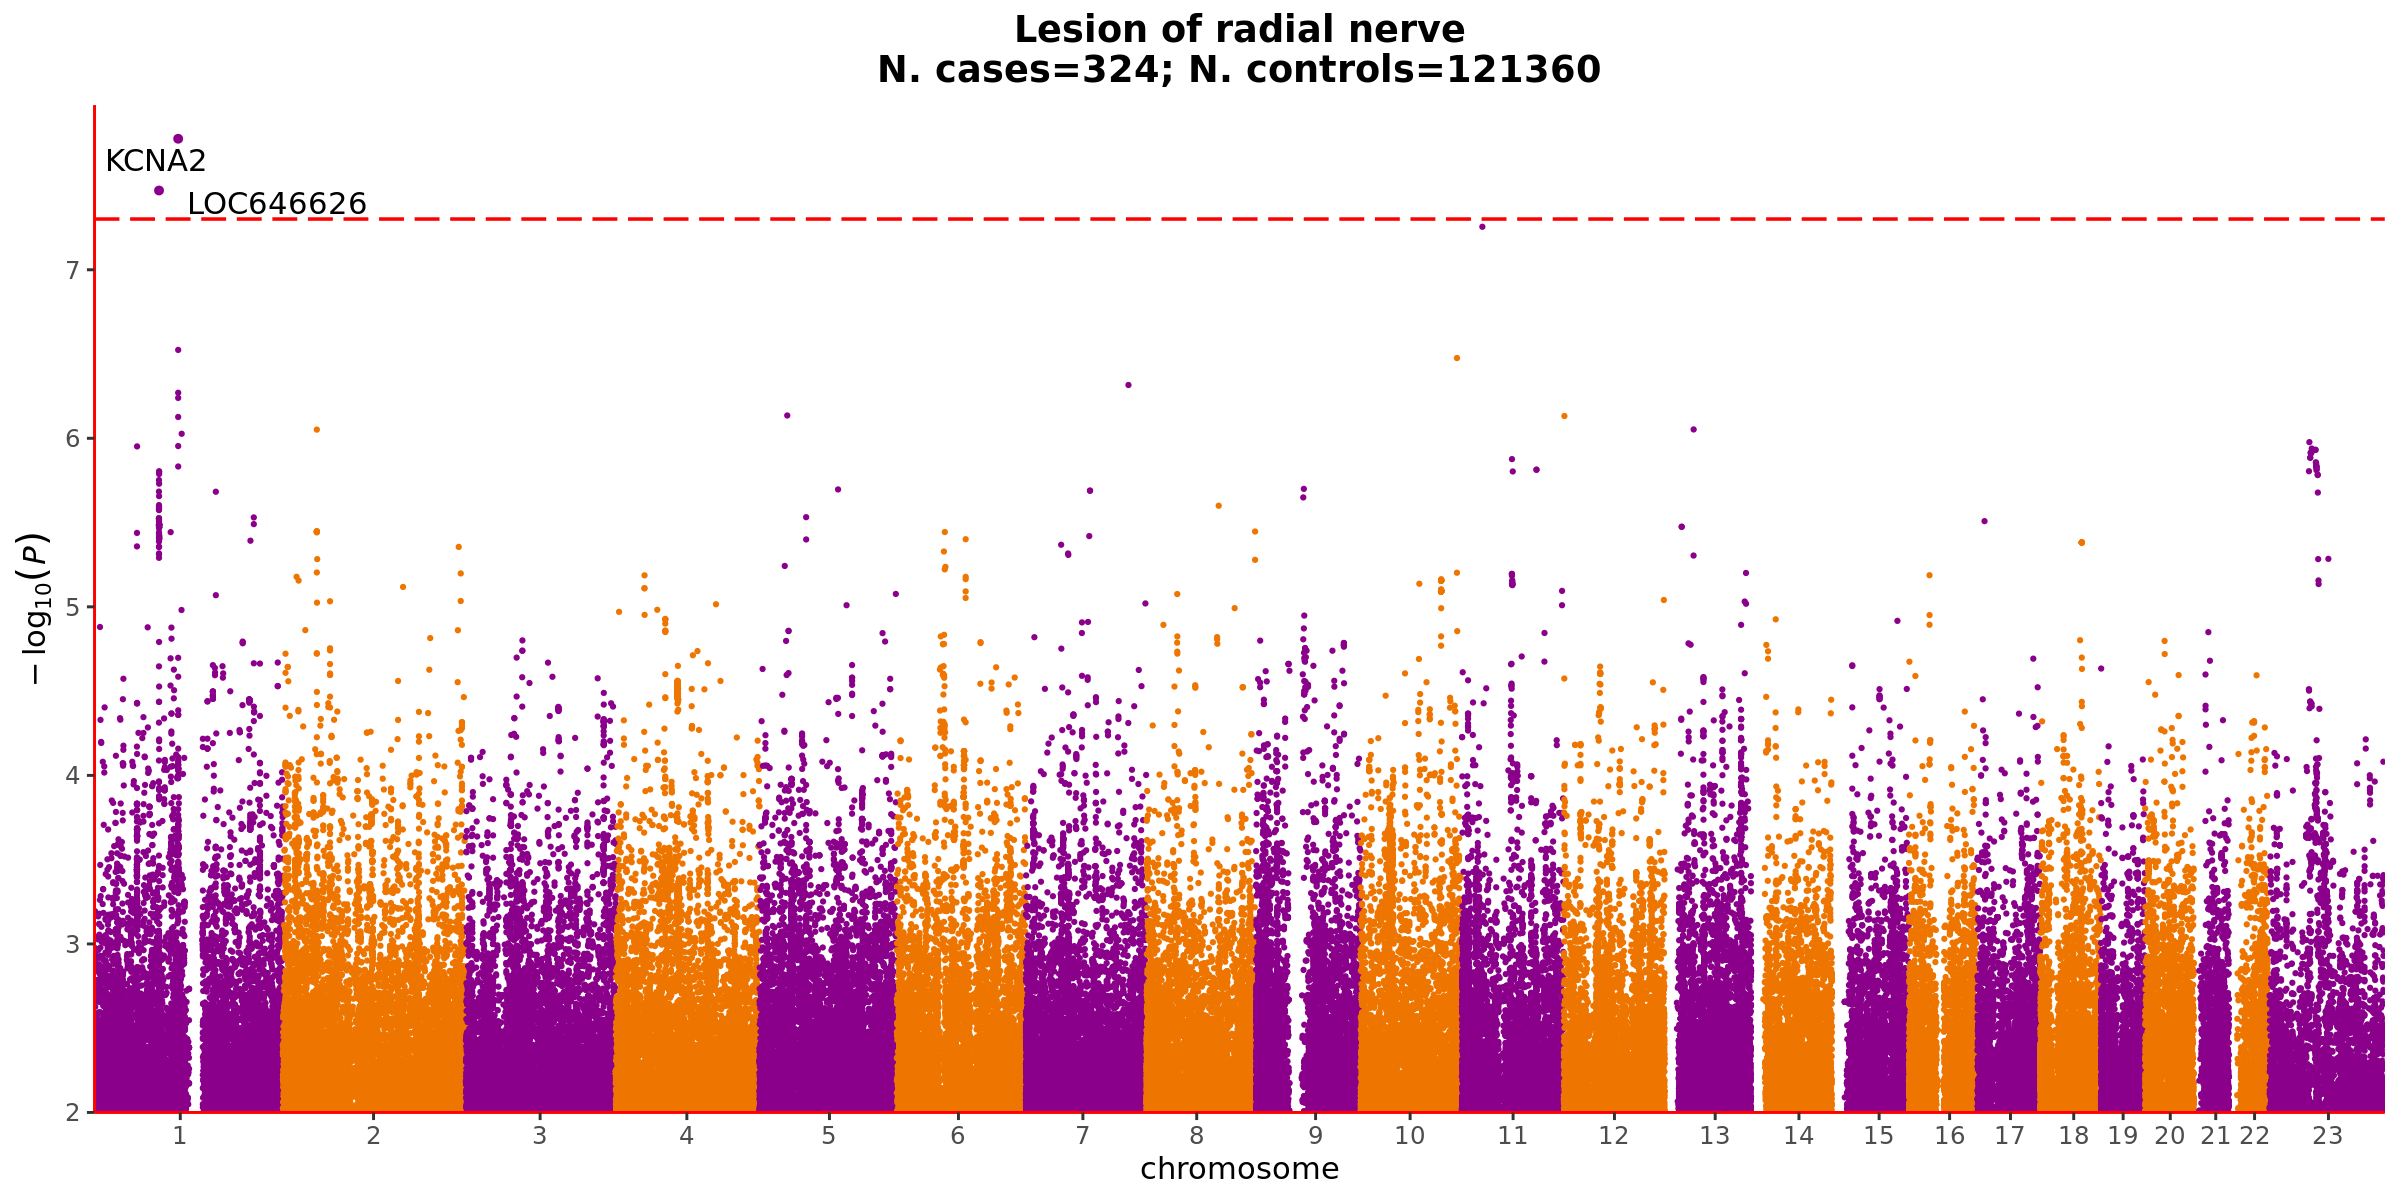 Lesion of radial nerve
N. cases=324; N. controls=121360
KCNA2
LOC646626
7
6
5
4
3
2
− log10(P)
1 2 3 4 5 6 7 8 9 10 11 12 13 14 15 16 17 18 19 20 21 22 23
chromosome